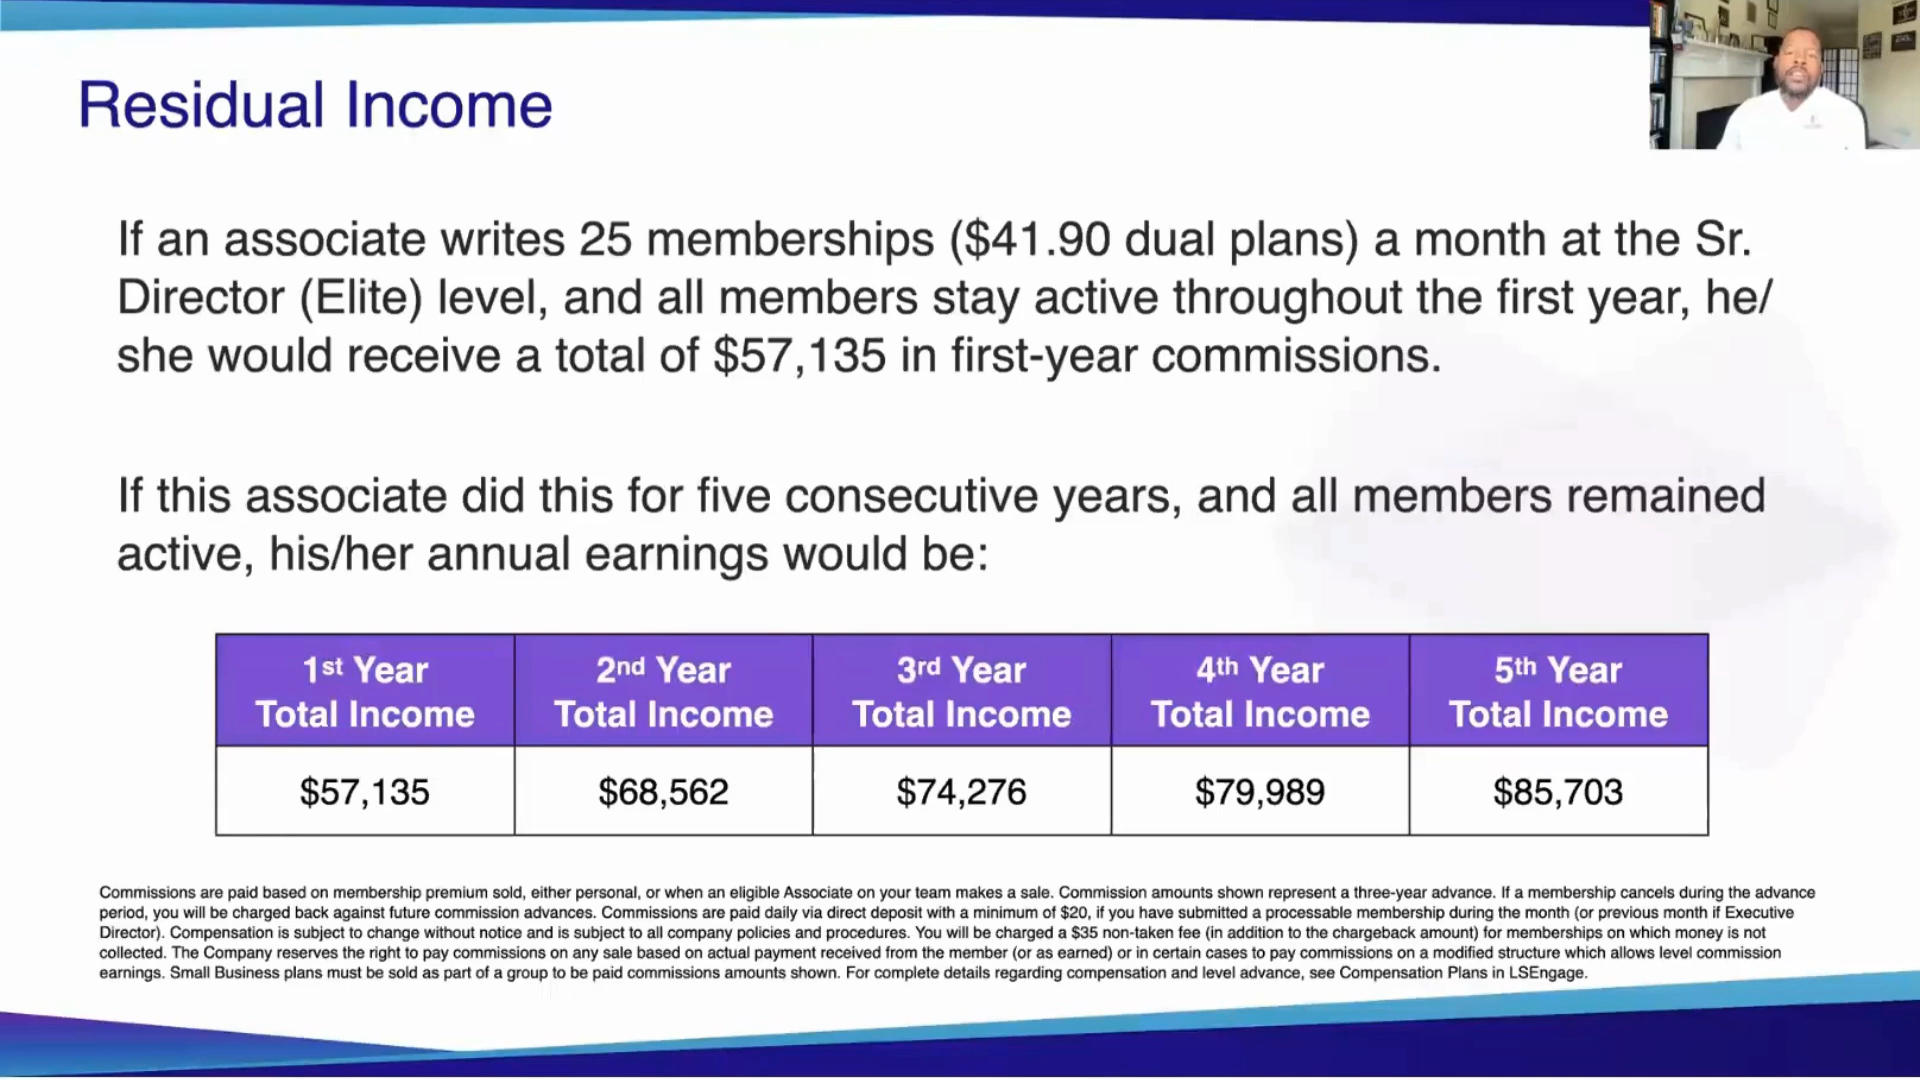 Residual Income
If an associate writes 25 memberships ($41.90 dual plans) a month at the Sr.
Director (Elite) level, and all members stay active throughout the first year, he/
she would receive a total of $57,135 in first-year commissions.
If this associate did this for five consecutive years, and all members remained
active, his/her annual earnings would be:
1st Year
Total Income
2nd Year
Total Income
3rd Year
Total Income
4th Year
Total Income
5th Year
Total Income
$57,135
$68,562
$74,276
$79,989
$85,703
Commissions are paid based on membership premium sold, either personal, or when an eligible Associate on your team makes a sale. Commission amounts shown represent a three-year advance. If a membership cancels during the advance
period, you will be charged back against future commission advances. Commissions are paid daily via direct deposit with a minimum of $20, if you have submitted a processable membership during the month (or previous month if Executive
Director). Compensation is subject to change without notice and is subject to all company policies and procedures. You will be charged a $35 non-taken fee (in addition to the chargeback amount) for memberships on which money is not
collected. The Company reserves the right to pay commissions on any sale based on actual payment received from the member (or as earned) or in certain cases to pay commissions on a modified structure which allows level commission
earnings. Small Business plans must be sold as part of a group to be paid commissions amounts shown. For complete details regarding compensation and level advance, see Compensation Plans in LSEngage.